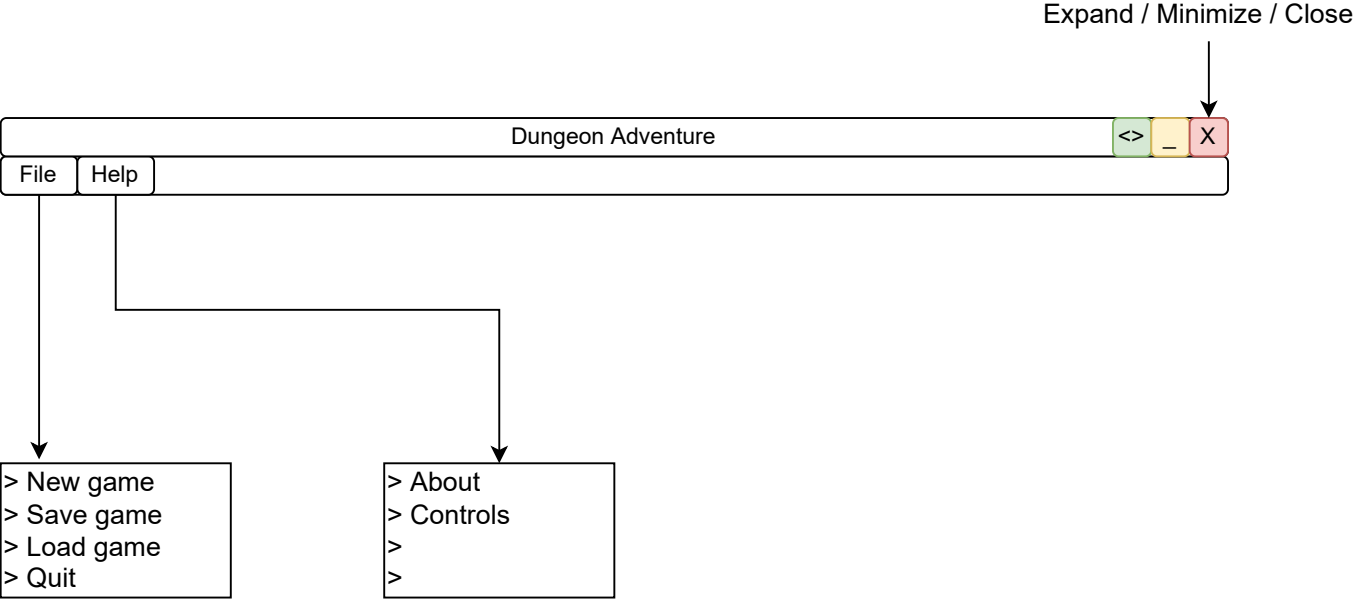 Expand / Minimize / Close
Dungeon Adventure <> _ X
File Help
> New game
> Save game
> Load game
> Quit
> About
> Controls
>
>